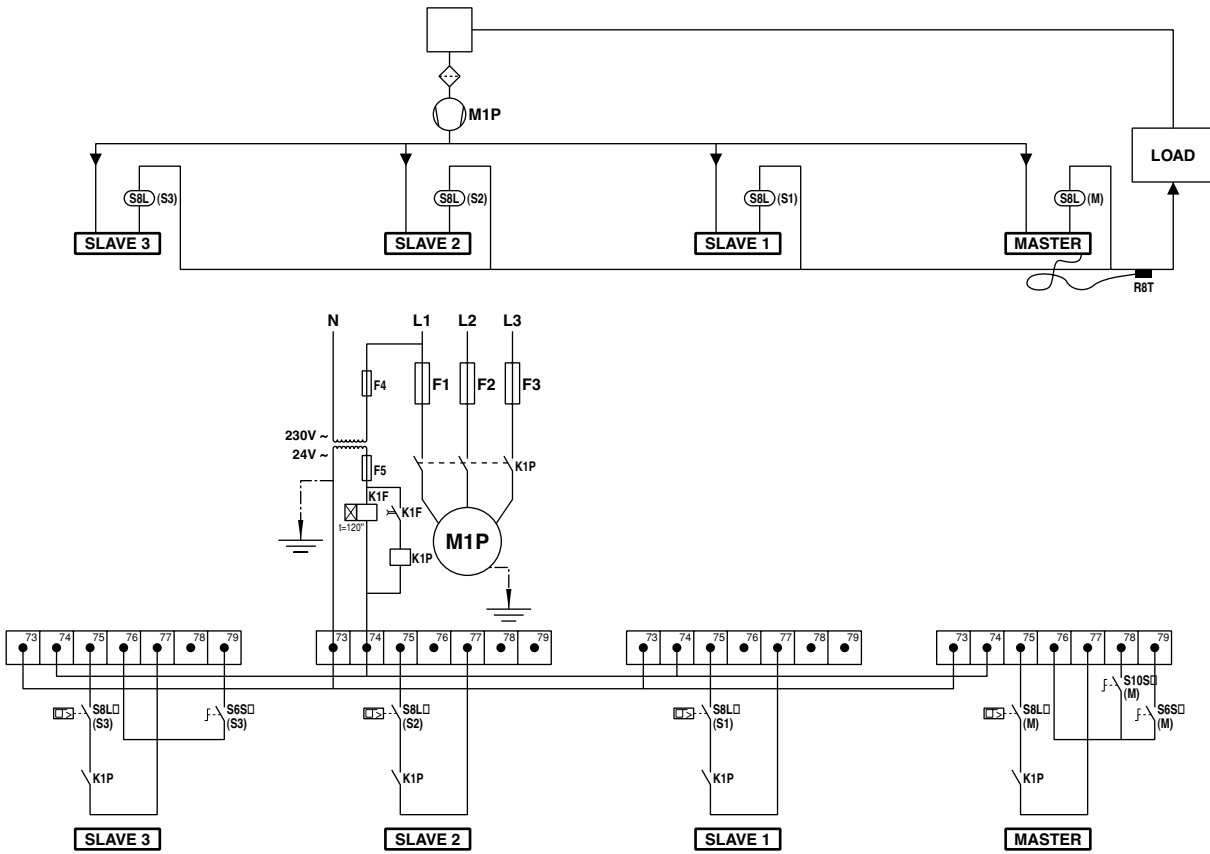 M1P
LOAD
S8L (S3)
S8L (S2)
S8L (S1)
S8L (M)
SLAVE 3
SLAVE 2
SLAVE 1
MASTER
R8T
N L1 L2 L3
F4 F1 F2 F3
230V ~
24V ~
F5
K1P
K1F
K1F
t=120"
M1P
K1P
73 74 75 76 77 78 79
73 74 75 76 77 78 79
73 74 75 76 77 78 79
73 74 75 76 77 78 79
S8L□
(S3)
S6S□
(S3)
S8L□
(S2)
S8L□
(S1)
S8L□
(M)
S10S□
(M)
S6S□
(M)
K1P
K1P
K1P
K1P
SLAVE 3
SLAVE 2
SLAVE 1
MASTER